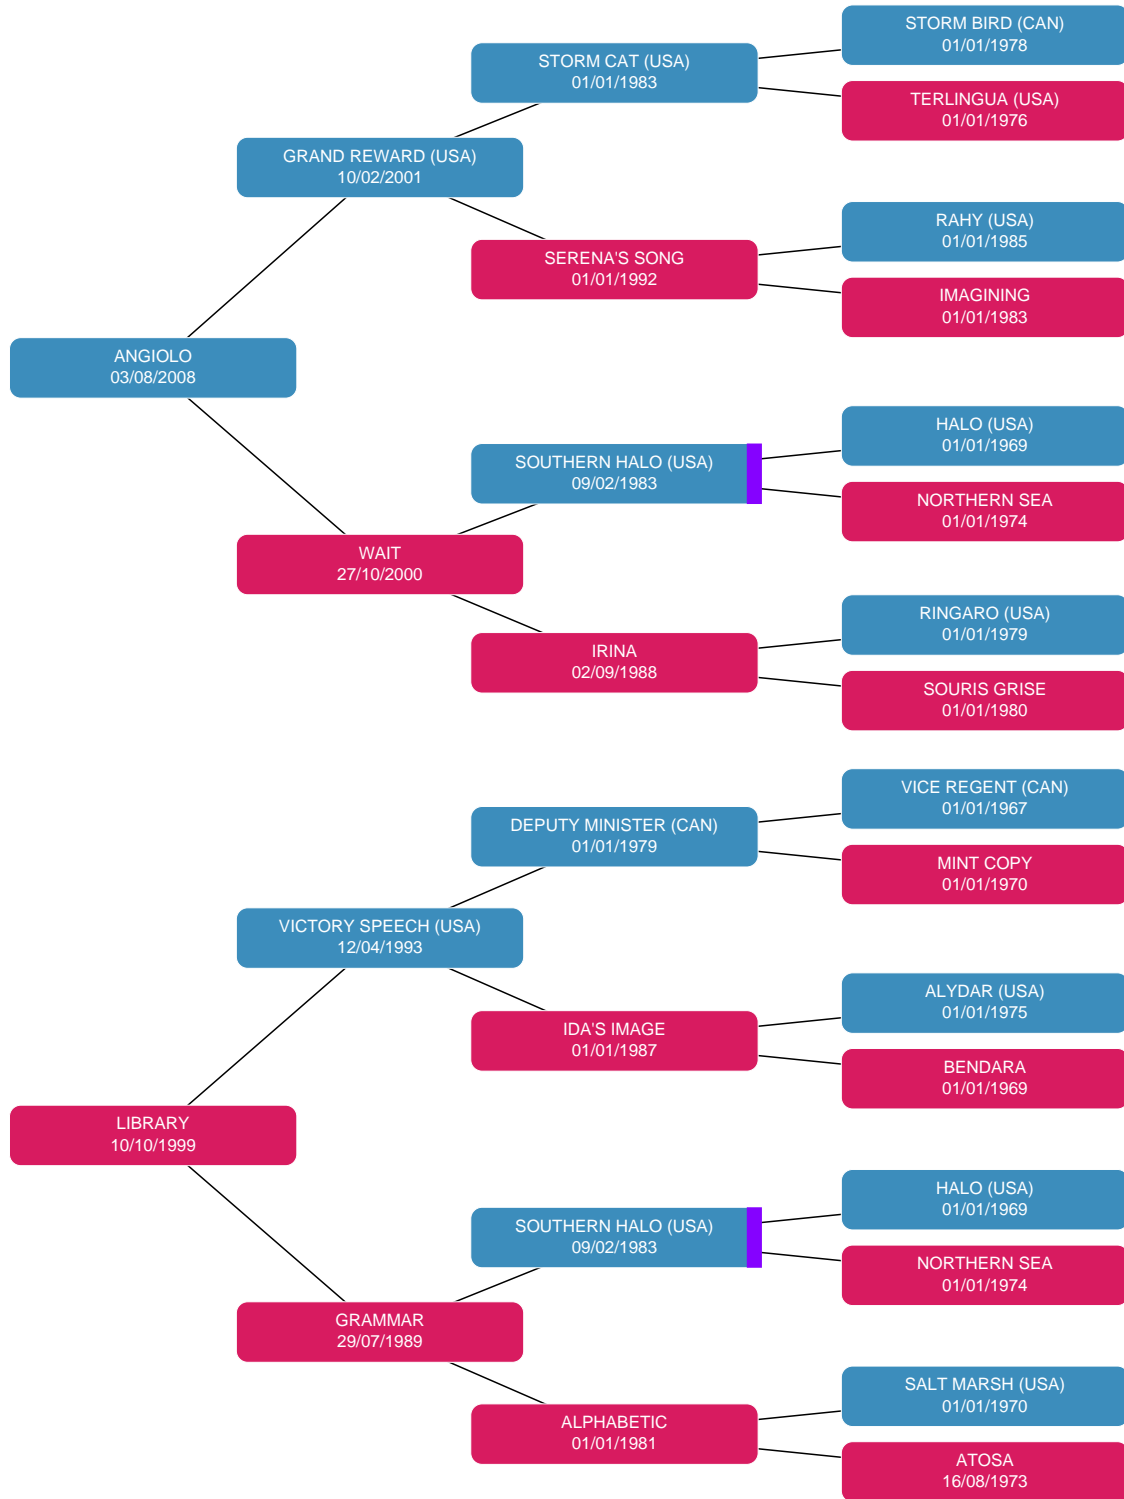 STORM BIRD (CAN)
01/01/1978
STORM CAT (USA)
01/01/1983
TERLINGUA (USA)
01/01/1976
GRAND REWARD (USA)
10/02/2001
RAHY (USA)
01/01/1985
SERENA'S SONG
01/01/1992
IMAGINING
01/01/1983
ANGIOLO
03/08/2008
HALO (USA)
01/01/1969
SOUTHERN HALO (USA)
09/02/1983
NORTHERN SEA
01/01/1974
WAIT
27/10/2000
RINGARO (USA)
01/01/1979
IRINA
02/09/1988
SOURIS GRISE
01/01/1980
VICE REGENT (CAN)
01/01/1967
DEPUTY MINISTER (CAN)
01/01/1979
MINT COPY
01/01/1970
VICTORY SPEECH (USA)
12/04/1993
ALYDAR (USA)
01/01/1975
IDA'S IMAGE
01/01/1987
BENDARA
01/01/1969
LIBRARY
10/10/1999
HALO (USA)
01/01/1969
SOUTHERN HALO (USA)
09/02/1983
NORTHERN SEA
01/01/1974
GRAMMAR
29/07/1989
SALT MARSH (USA)
01/01/1970
ALPHABETIC
01/01/1981
ATOSA
16/08/1973